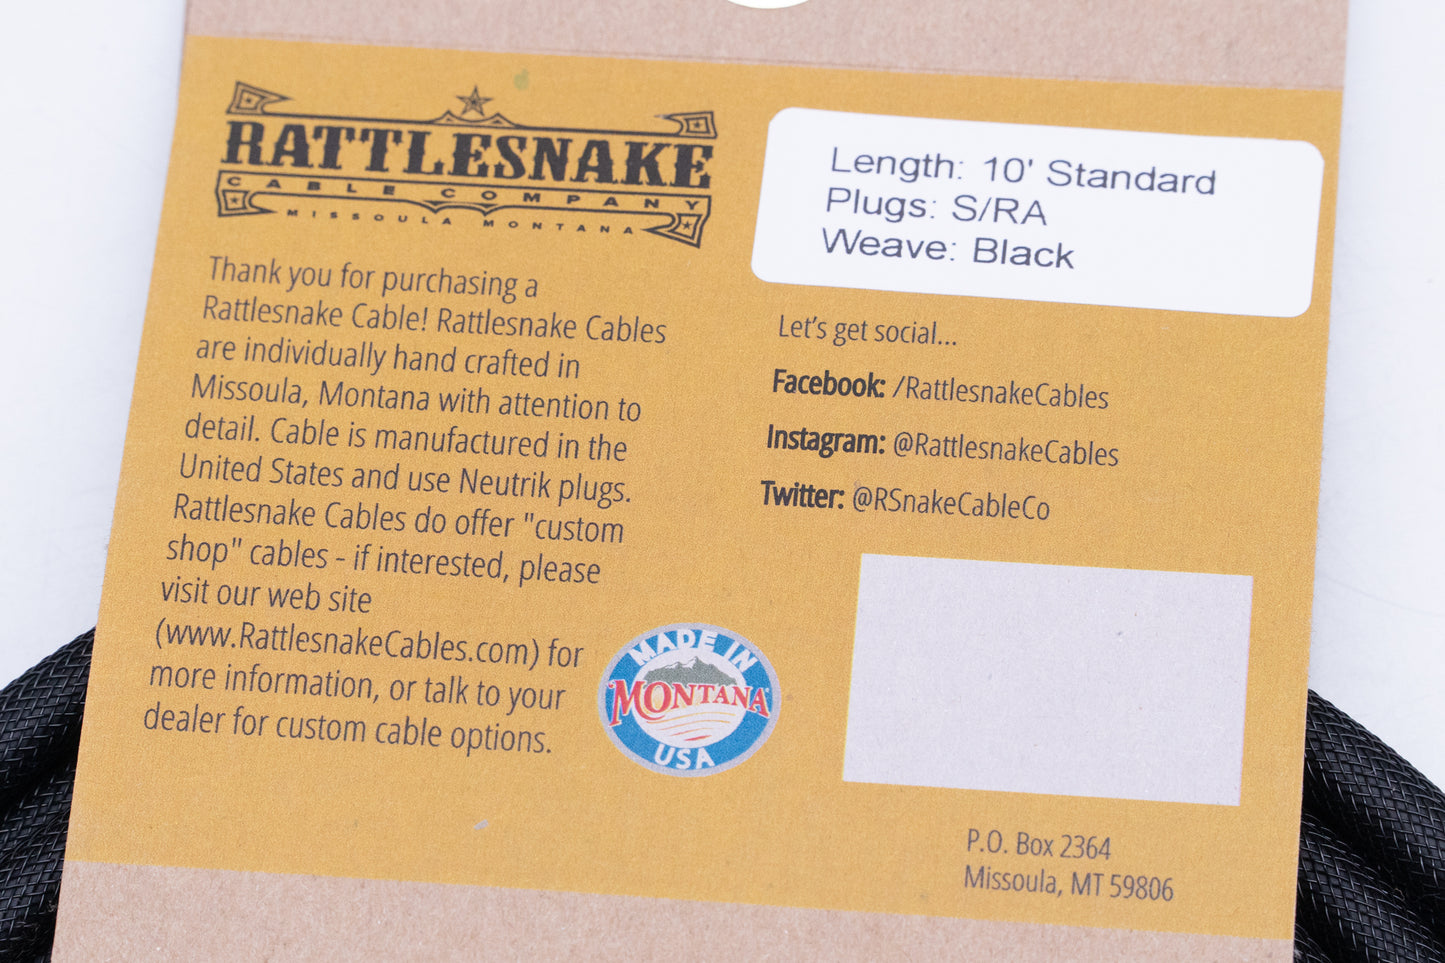 RATTLESNAKE
CABLE COMPANY
MISSOULA MONTANA
Thank you for purchasing a
Rattlesnake Cable! Rattlesnake Cables
are individually hand crafted in
Missoula, Montana with attention to
detail. Cable is manufactured in the
United States and use Neutrik plugs.
Rattlesnake Cables do offer "custom
shop" cables - if interested, please
visit our web site
(www.RattlesnakeCables.com) for
more information, or talk to your
dealer for custom cable options.
MADE IN
MONTANA
USA
Length: 10' Standard
Plugs: S/RA
Weave: Black
Let's get social...
Facebook: /RattlesnakeCables
Instagram: @RattlesnakeCables
Twitter: @RSnakeCableCo
P.O. Box 2364
Missoula, MT 59806